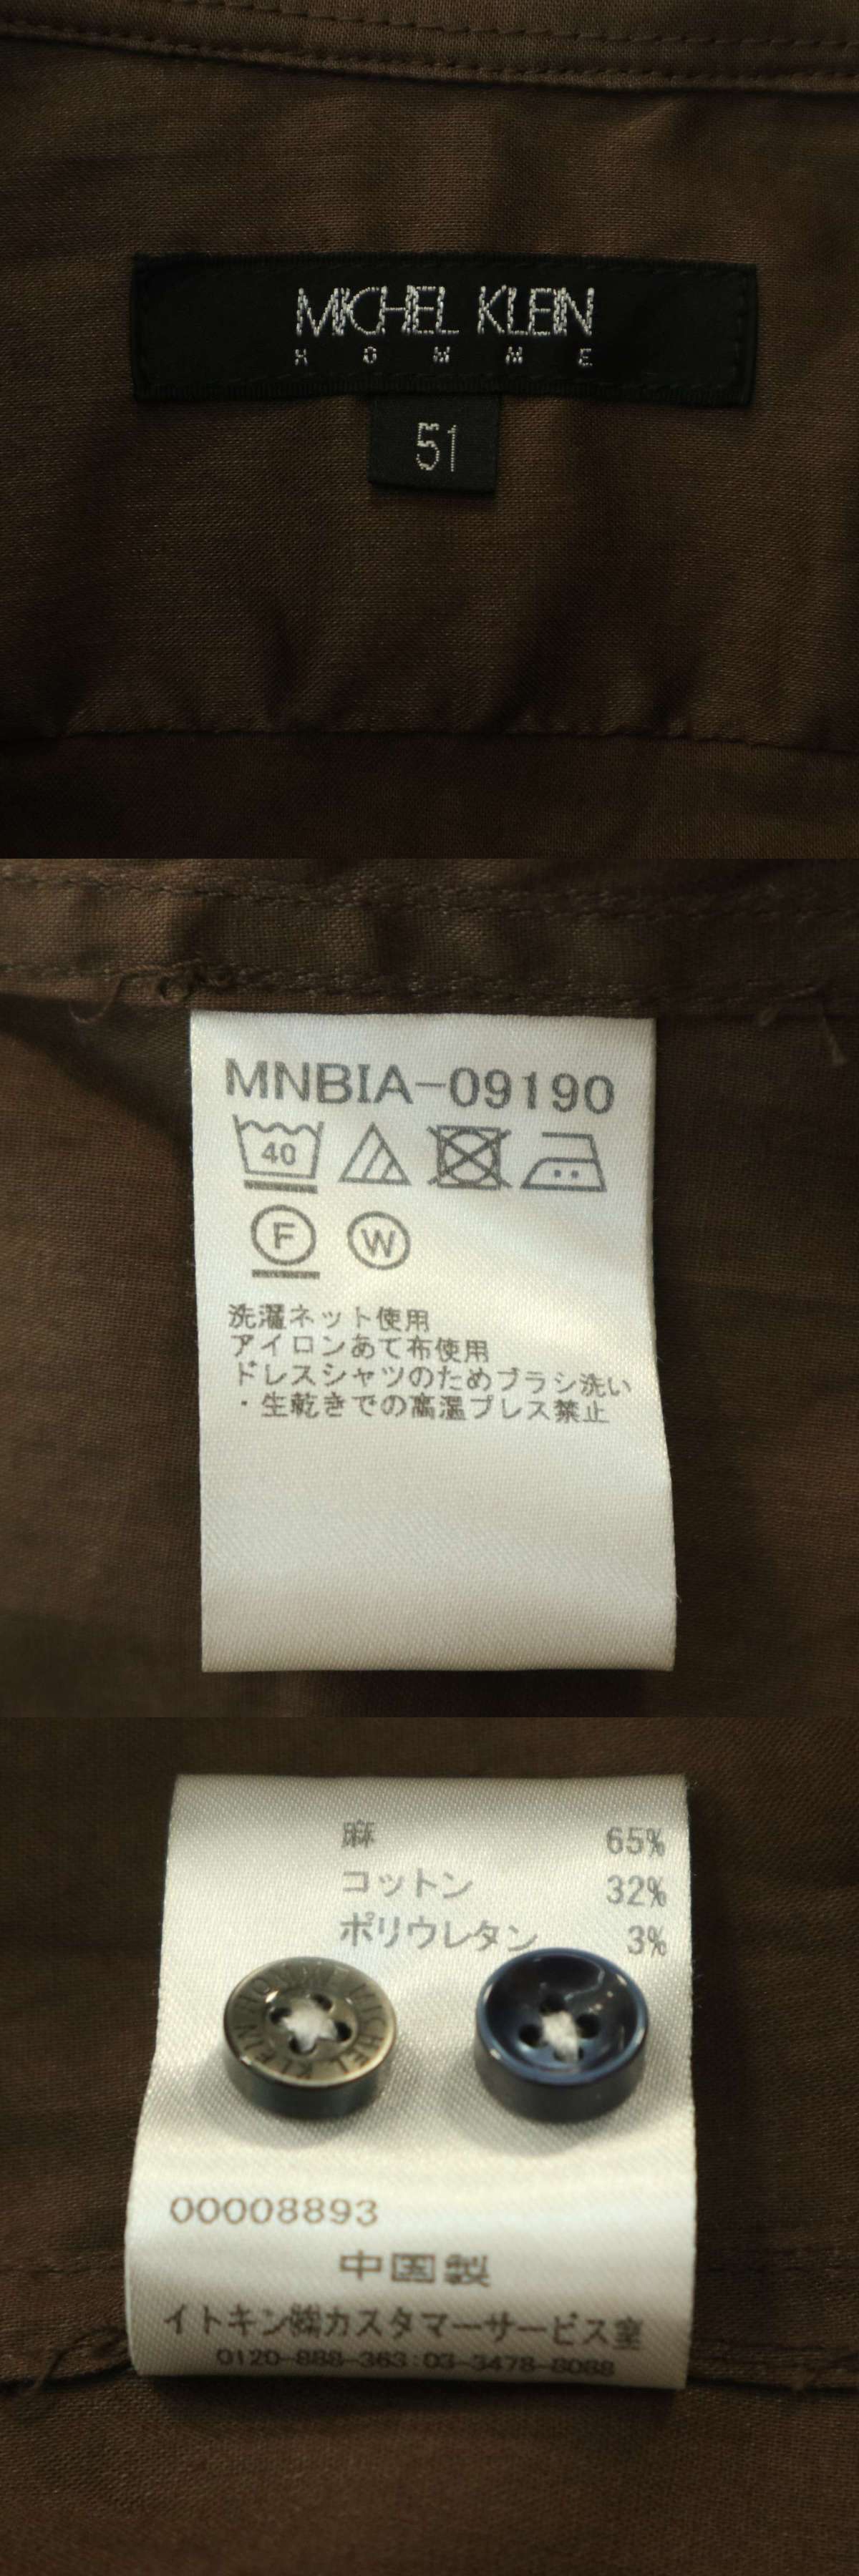 MICHEL KLEIN
HOMME
51
MNBIA-09190
40
F W
洗濯ネット使用
アイロンあて布使用
ドレスシャツのためブラシ洗い
・生乾きでの高温プレス禁止
麻 65%
コットン 32%
ポリウレタン 3%
MICHEL KLEIN HOMME
00008893
中国製
イトキン㈱カスタマーサービス室
0120-888-363:03-3478-8088